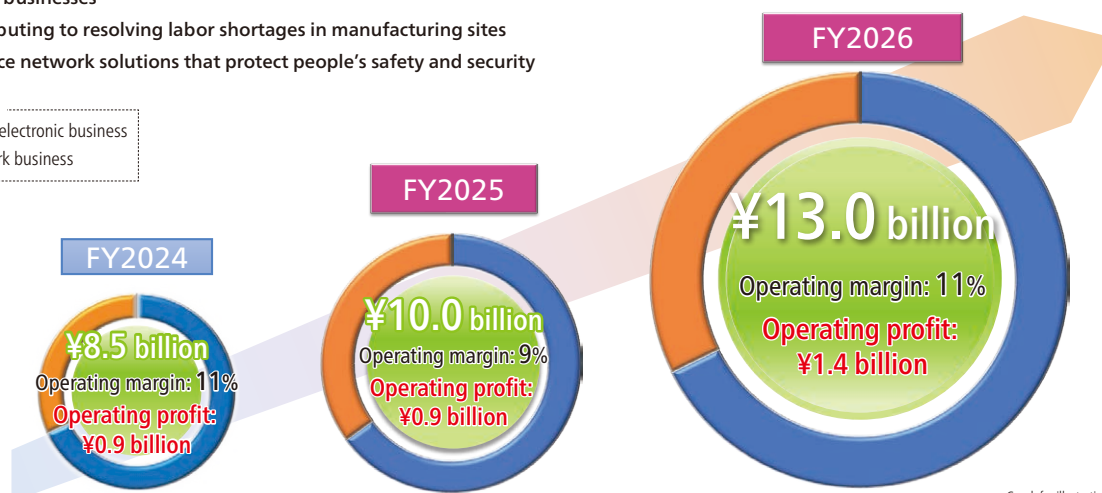 businesses
buting to resolving labor shortages in manufacturing sites
ce network solutions that protect people's safety and security
electronic business
rk business
FY2024
¥8.5 billion
Operating margin: 11%
Operating profit:
¥0.9 billion
FY2025
¥10.0 billion
Operating margin: 9%
Operating profit:
¥0.9 billion
FY2026
¥13.0 billion
Operating margin: 11%
Operating profit:
¥1.4 billion